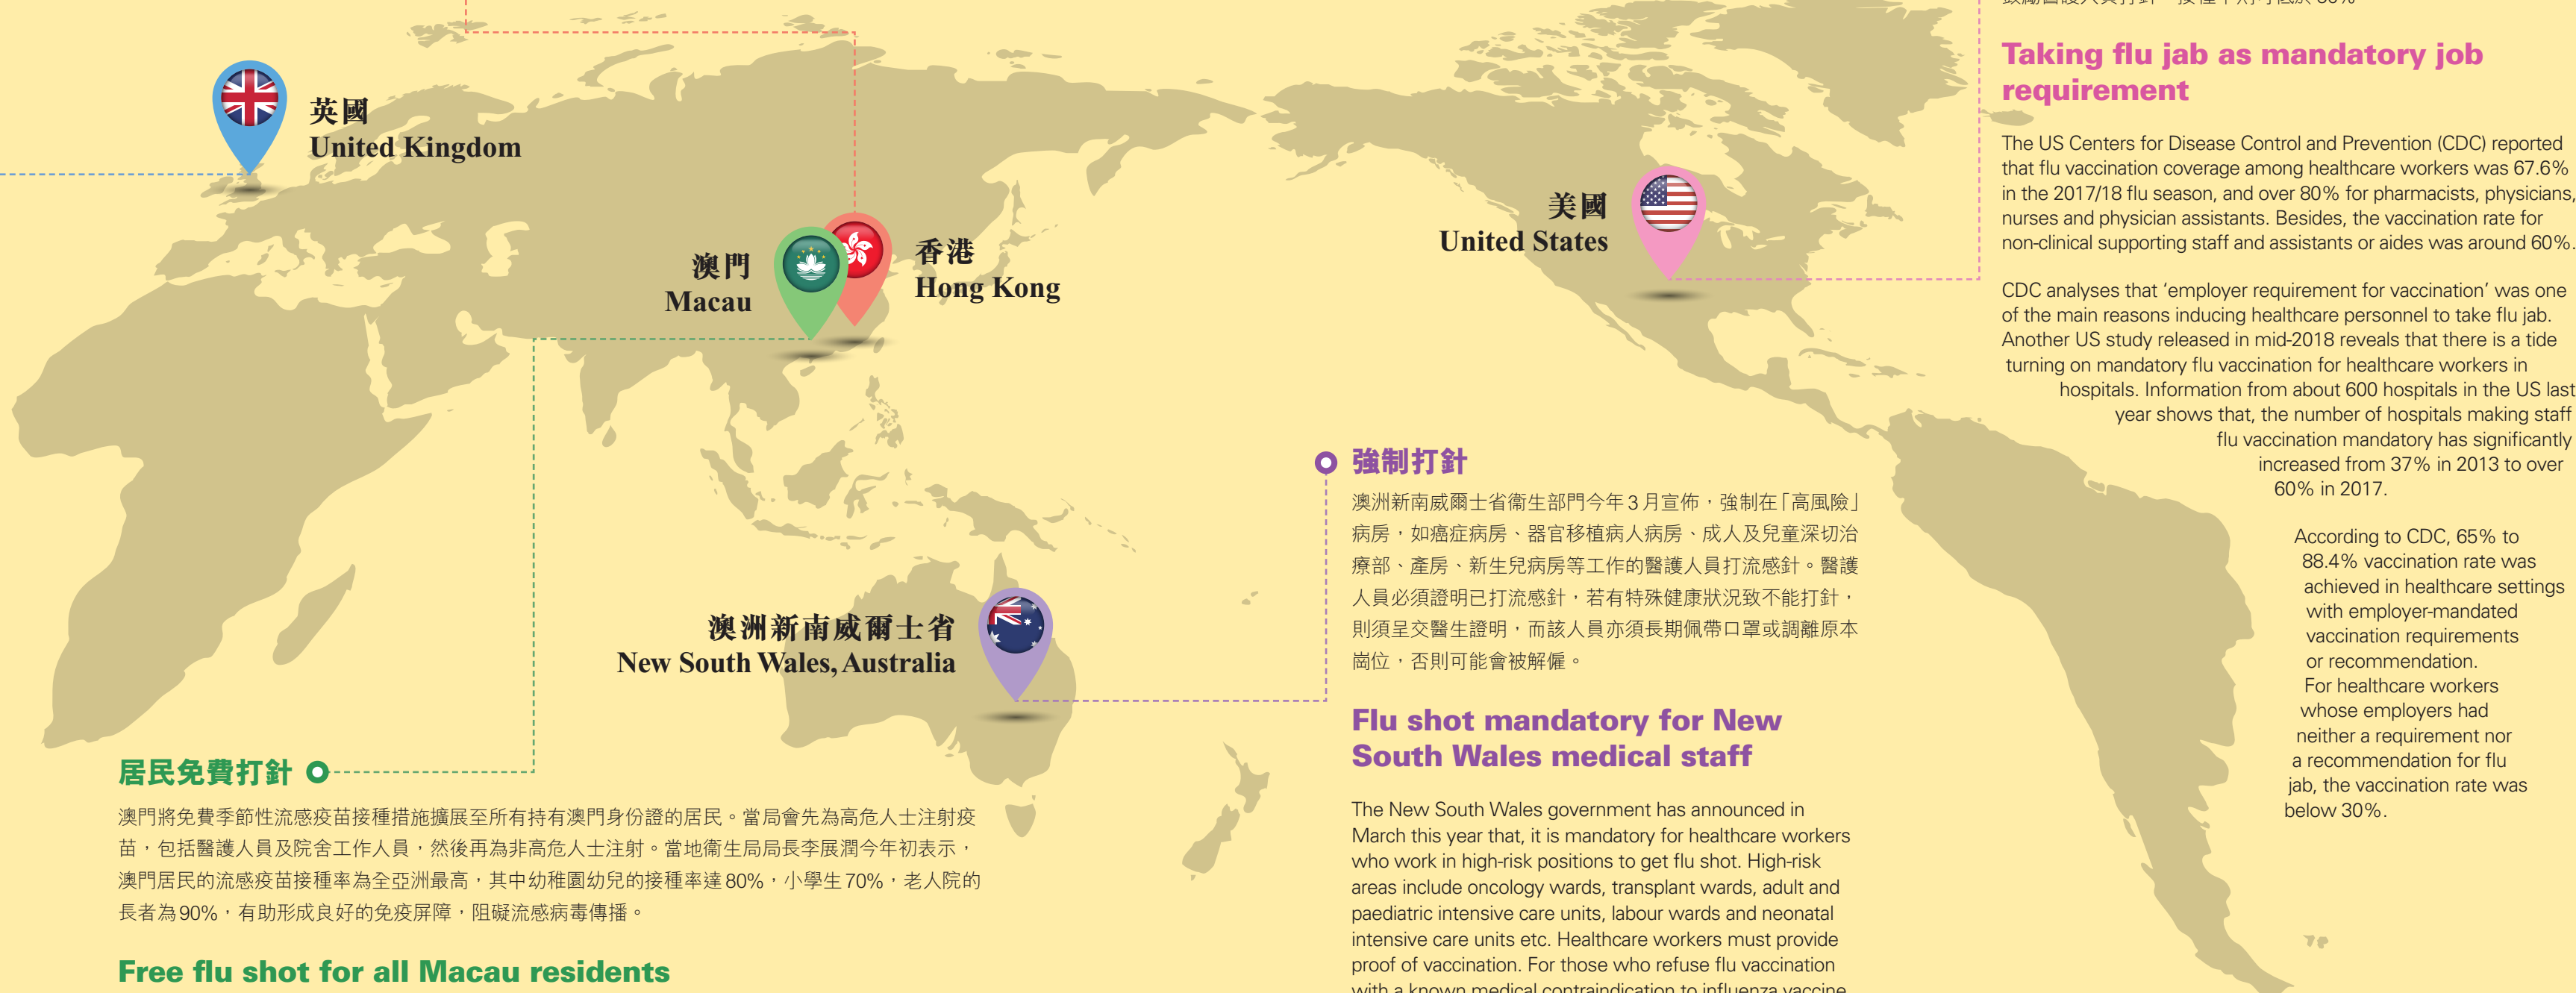 英國
United Kingdom
澳門
Macau
香港
Hong Kong
美國
United States
澳洲新南威爾士省
New South Wales, Australia
居民免費打針
澳門將免費季節性流感疫苗接種措施擴展至所有持有澳門身份證的居民。當局會先為高危人士注射疫
苗，包括醫護人員及院舍工作人員，然後再為非高危人士注射。當地衞生局局長李展潤今年初表示，
澳門居民的流感疫苗接種率為全亞洲最高，其中幼稚園幼兒的接種率達80%，小學生70%，老人院的
長者為90%，有助形成良好的免疫屏障，阻礙流感病毒傳播。
Free flu shot for all Macau residents
強制打針
澳洲新南威爾士省衞生部門今年3月宣佈，強制在「高風險」
病房，如癌症病房、器官移植病人病房、成人及兒童深切治
療部、產房、新生兒病房等工作的醫護人員打流感針。醫護
人員必須證明已打流感針，若有特殊健康狀況致不能打針，
則須呈交醫生證明，而該人員亦須長期佩帶口罩或調離原本
崗位，否則可能會被解僱。
Flu shot mandatory for New
South Wales medical staff
The New South Wales government has announced in
March this year that, it is mandatory for healthcare workers
who work in high-risk positions to get flu shot. High-risk
areas include oncology wards, transplant wards, adult and
paediatric intensive care units, labour wards and neonatal
intensive care units etc. Healthcare workers must provide
proof of vaccination. For those who refuse flu vaccination
with a known medical contraindication to influenza vaccine
Taking flu jab as mandatory job
requirement
The US Centers for Disease Control and Prevention (CDC) reported
that flu vaccination coverage among healthcare workers was 67.6%
in the 2017/18 flu season, and over 80% for pharmacists, physicians,
nurses and physician assistants. Besides, the vaccination rate for
non-clinical supporting staff and assistants or aides was around 60%.
CDC analyses that ‘employer requirement for vaccination’ was one
of the main reasons inducing healthcare personnel to take flu jab.
Another US study released in mid-2018 reveals that there is a tide
turning on mandatory flu vaccination for healthcare workers in
hospitals. Information from about 600 hospitals in the US last
year shows that, the number of hospitals making staff
flu vaccination mandatory has significantly
increased from 37% in 2013 to over
60% in 2017.
According to CDC, 65% to
88.4% vaccination rate was
achieved in healthcare settings
with employer-mandated
vaccination requirements
or recommendation.
For healthcare workers
whose employers had
neither a requirement nor
a recommendation for flu
jab, the vaccination rate was
below 30%.